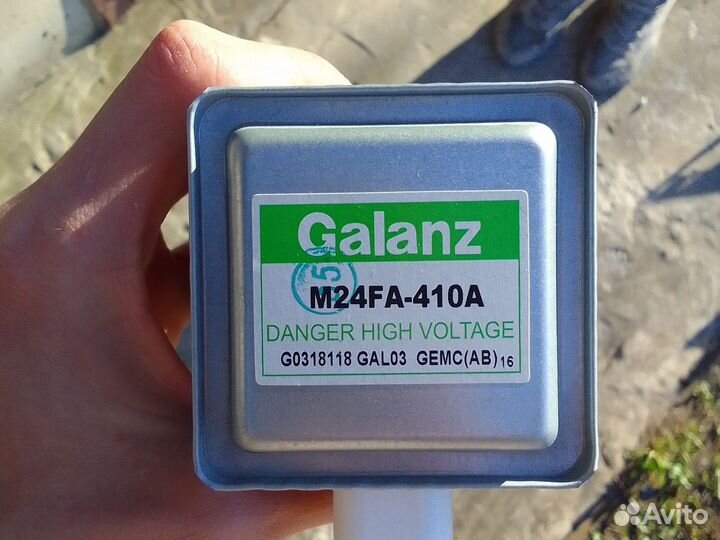 Galanz
M24FA-410A
DANGER HIGH VOLTAGE
G0318118 GAL03 GEMC(AB)16
Avito